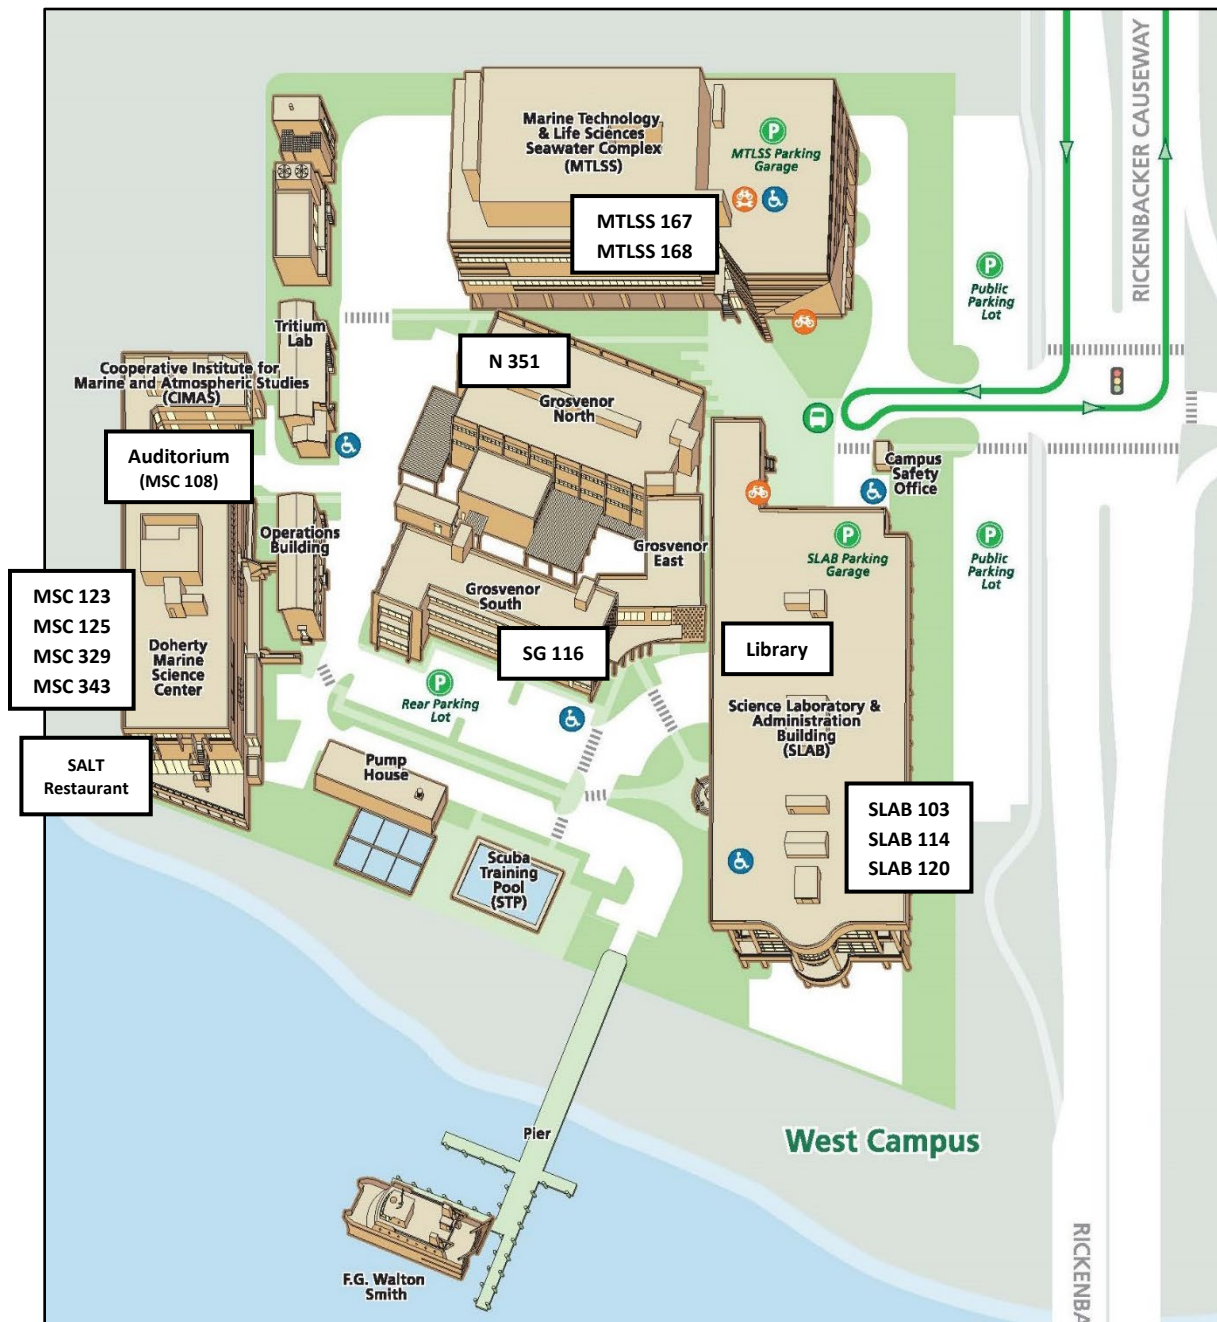 RICKENBACKER CAUSEWAY
Marine Technology
& Life Sciences
Seawater Complex
(MTLSS)
P
MTLSS Parking
Garage
MTLSS 167
MTLSS 168
P
Public
Parking
Lot
Tritium
Lab
Cooperative Institute for
Marine and Atmospheric Studies
(CIMAS)
N 351
Grosvenor
North
Auditorium
(MSC 108)
Campus
Safety
Office
Operations
Building
Grosvenor
East
P
SLAB Parking
Garage
P
Public
Parking
Lot
Grosvenor
South
MSC 123
MSC 125
MSC 329
MSC 343
Doherty
Marine
Science
Center
SG 116
Library
P
Rear Parking
Lot
Science Laboratory &
Administration
Building
(SLAB)
SALT
Restaurant
Pump
House
SLAB 103
SLAB 114
SLAB 120
Scuba
Training
Pool
(STP)
Pier
West Campus
F.G. Walton
Smith
RICKENBA